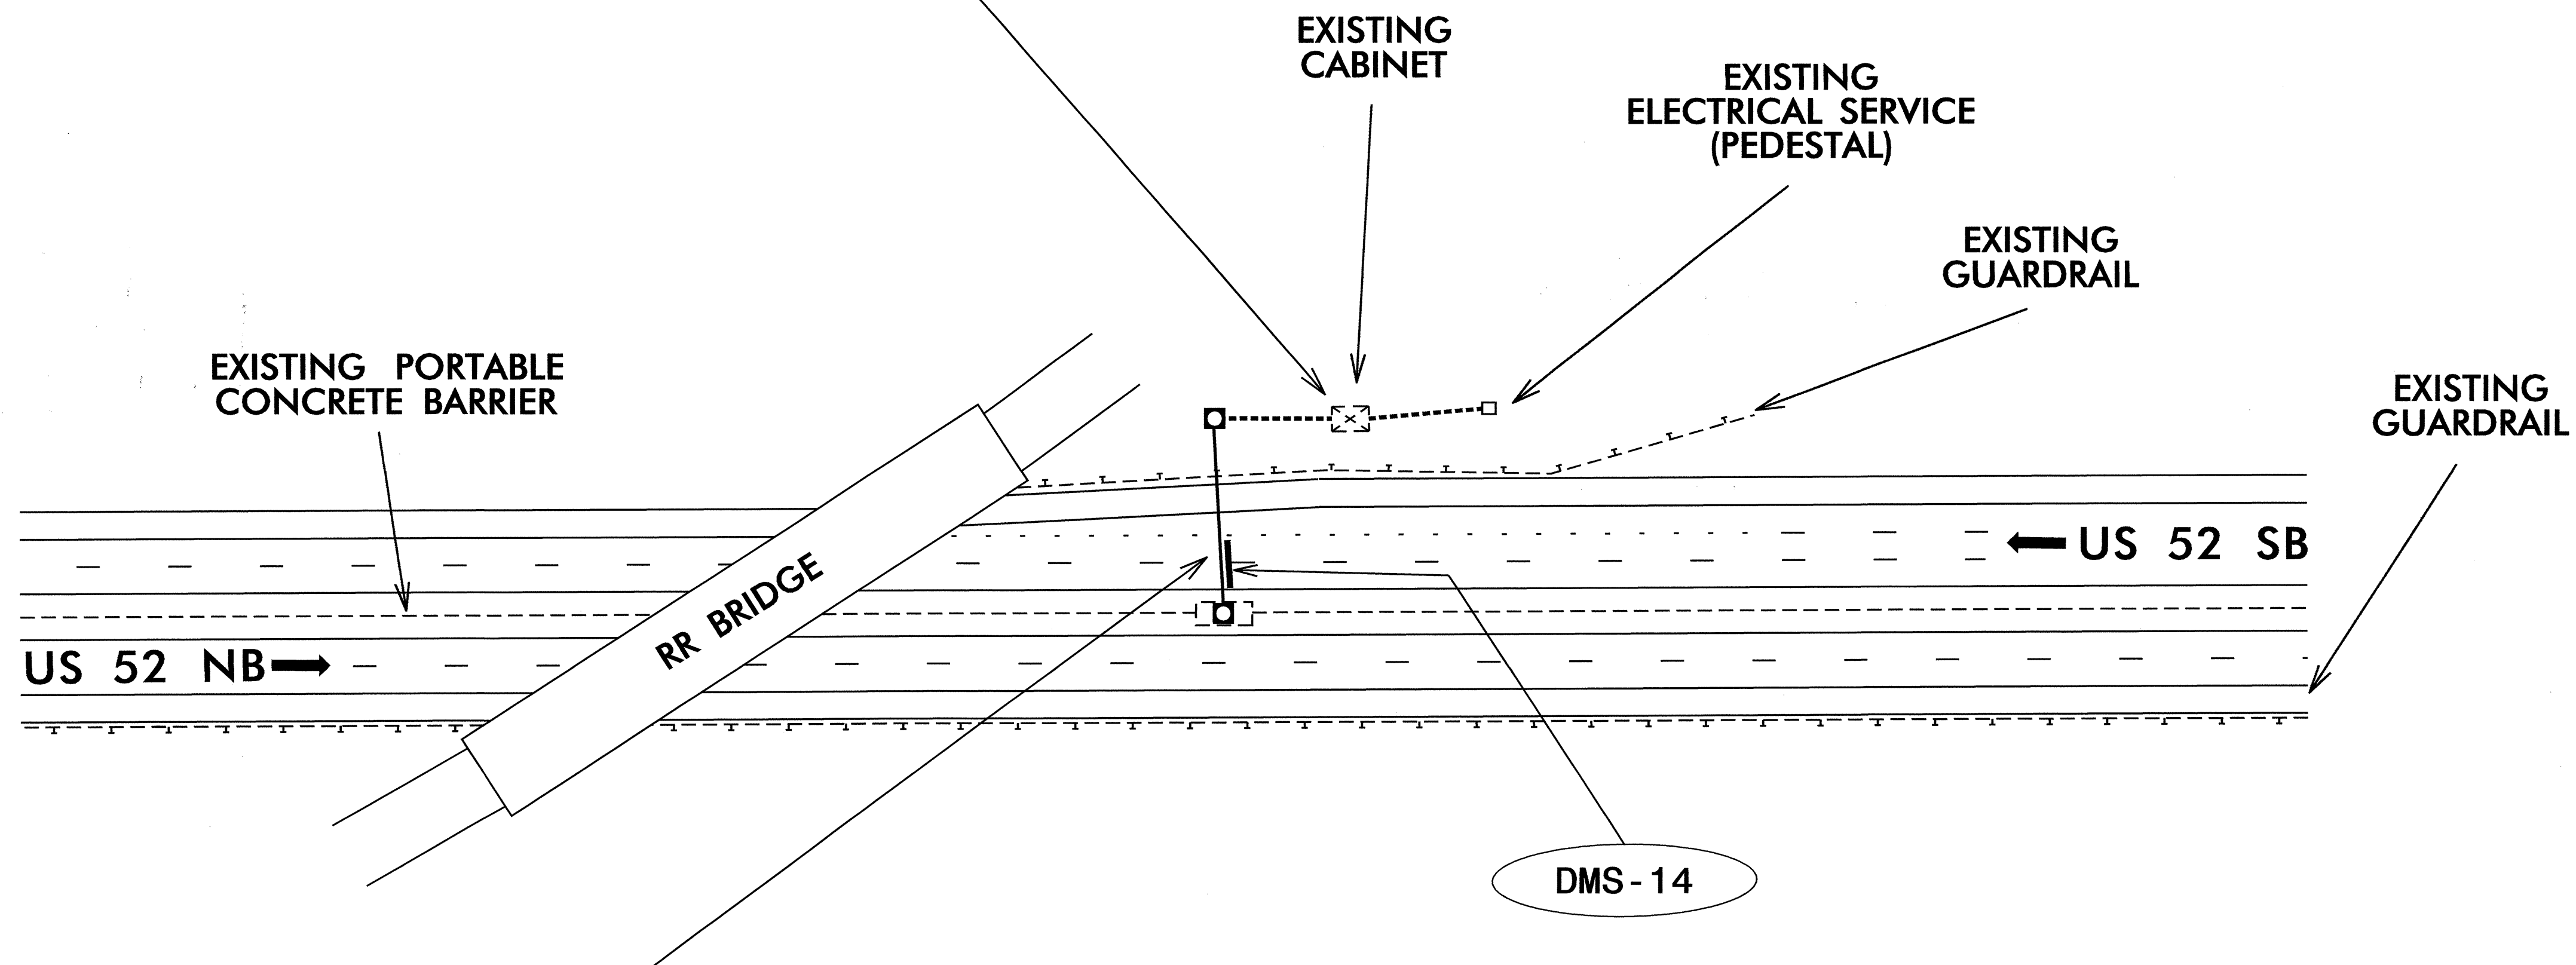 EXISTING
CABINET
EXISTING
ELECTRICAL SERVICE
(PEDESTAL)
EXISTING
GUARDRAIL
EXISTING PORTABLE
CONCRETE BARRIER
EXISTING
GUARDRAIL
US 52 SB
RR BRIDGE
US 52 NB
DMS-14